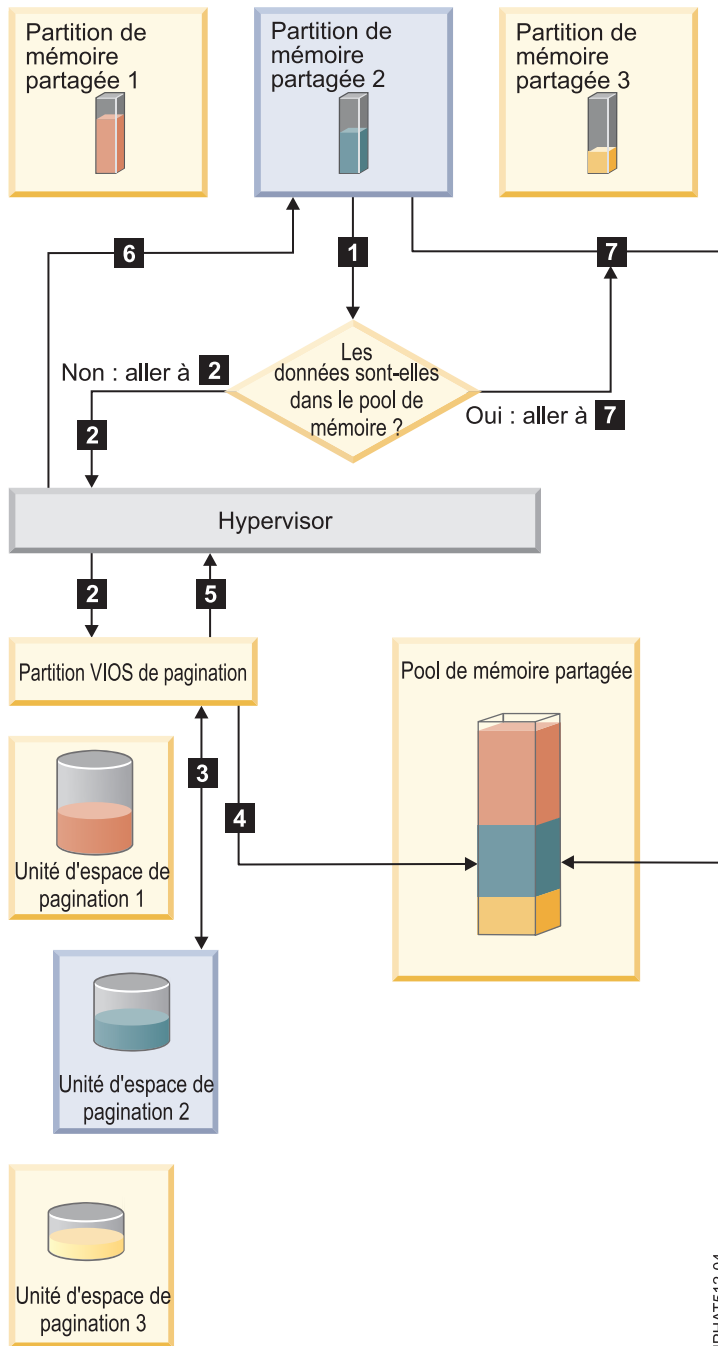 Partition de
mémoire
partagée 1
Partition de
mémoire
partagée 2
Partition de
mémoire
partagée 3
6
1
7
Les
données sont-elles
dans le pool de
mémoire ?
Non : aller à 2
Oui : aller à 7
2
Hypervisor
2
5
Partition VIOS de pagination
Pool de mémoire partagée
3
4
Unité d'espace de
pagination 1
Unité d'espace de
pagination 2
Unité d'espace de
pagination 3